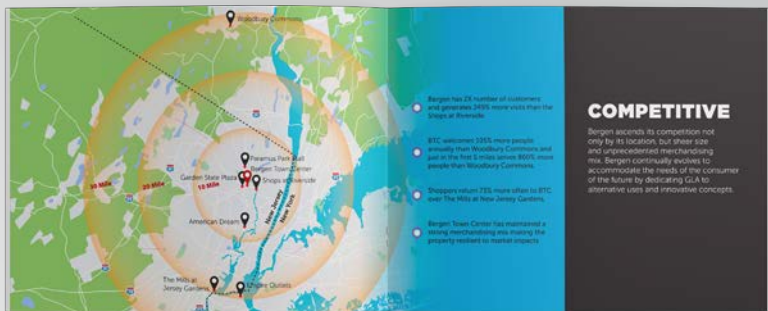 Woodbury Commons
Paramus Park Mall
Bergen Town Center
Garden State Plaza
Shops at Riverside
30 Mile
20 Mile
10 Mile
New Jersey
New York
American Dream
The Mills at
Jersey Gardens
Empire Outlets
Bergen has 2X number of customers
and generates more visits than the
Shops at Riverside.
BTC welcomes 105% more people
annually than Woodbury Commons and
just in the first 5 miles serves more
people than Woodbury Commons.
Shoppers return 75% more often to BTC
over The Mills at New Jersey Gardens.
Bergen Town Center has maintained a
strong merchandising mix making the
property resilient to market impacts.
COMPETITIVE
Bergen ascends its competition not
only by its location, but sheer size
and unprecedented merchandising
mix. Bergen continually evolves to
accommodate the needs of the consumer
of the future by dedicating GLA to
alternative uses and innovative concepts.